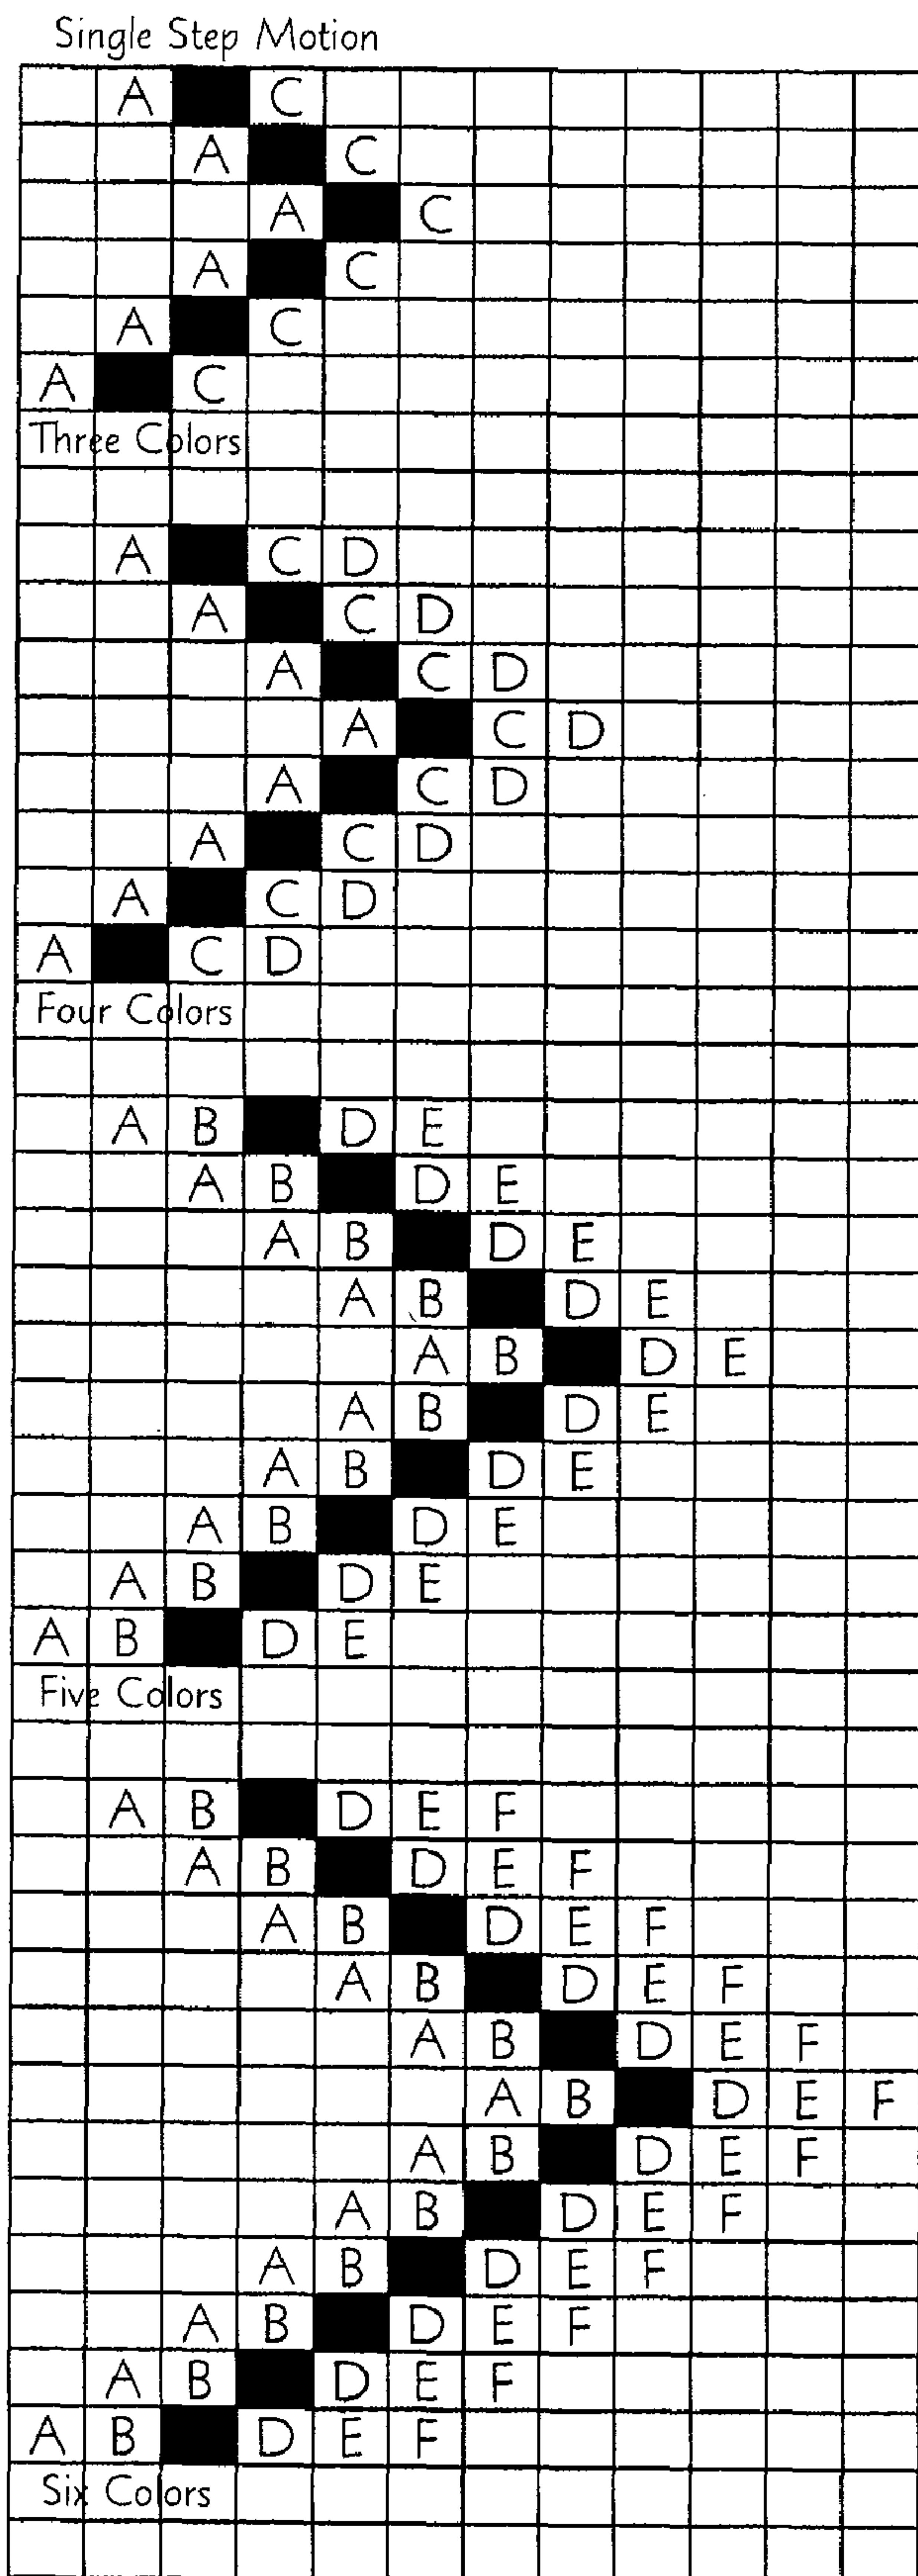 Single Step Motion
A C
A C
A C
A C
A C
A C
Three Colors
A C D
A C D
A C D
A C D
A C D
A C D
A C D
A C D
Four Colors
A B D E
A B D E
A B D E
A B D E
A B D E
A B D E
A B D E
A B D E
A B D E
A B D E
Five Colors
A B D E F
A B D E F
A B D E F
A B D E F
A B D E F
A B D E F
A B D E F
A B D E F
A B D E F
A B D E F
A B D E F
A B D E F
Six Colors